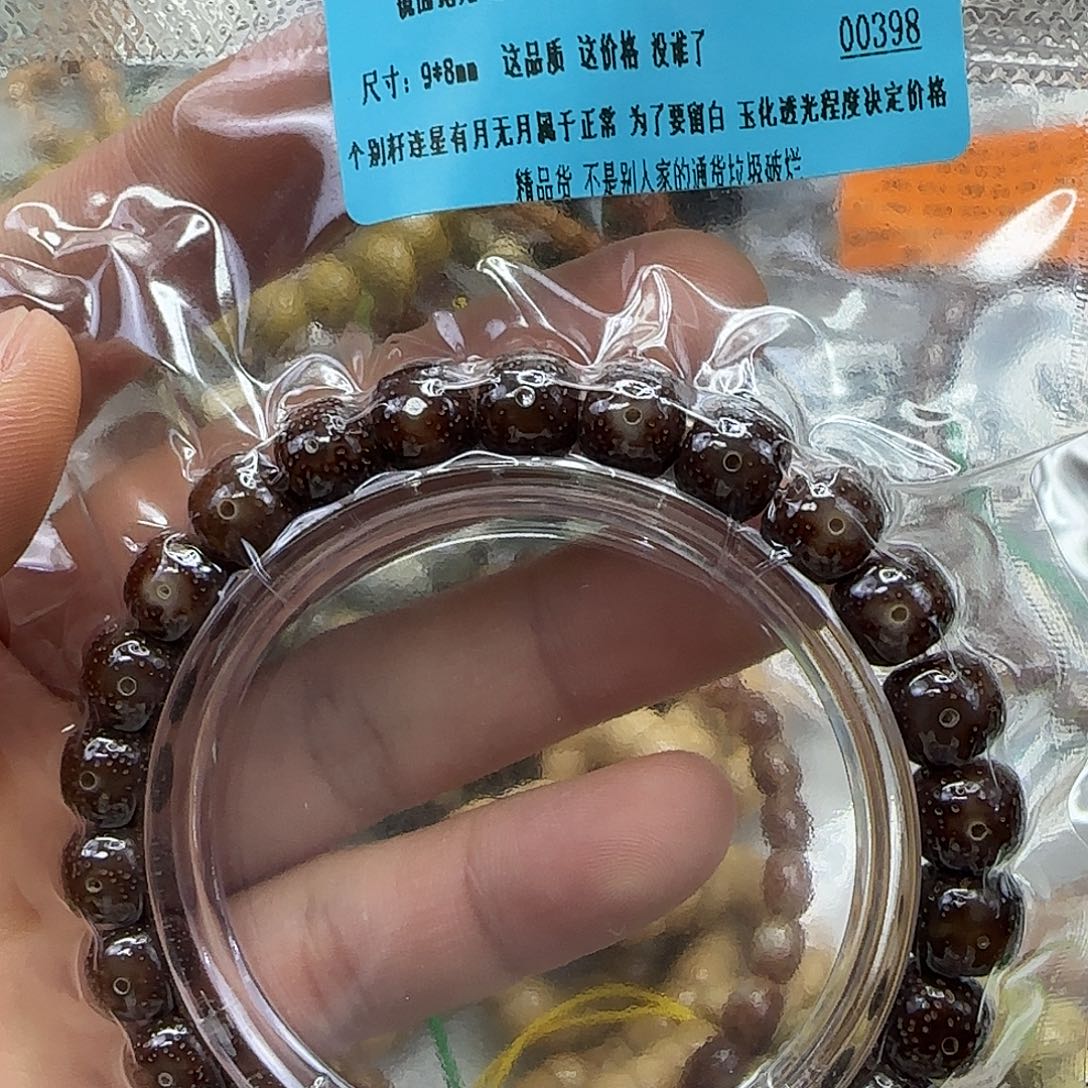 00398
尺寸：9*8mm 这品质 这价格 没谁了
个别籽连星有月无月属于正常 为了要留白 玉化透光程度决定价格
精品货 不是别人家的通货垃圾破烂